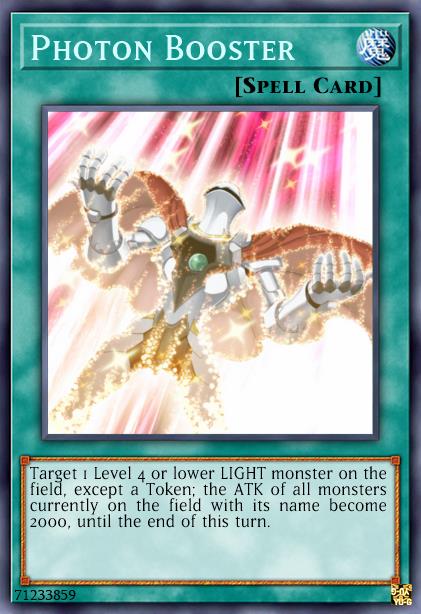 Photon Booster
魔
[Spell Card]
Target 1 Level 4 or lower LIGHT monster on the
field, except a Token; the ATK of all monsters
currently on the field with its name become
2000, until the end of this turn.
71233859